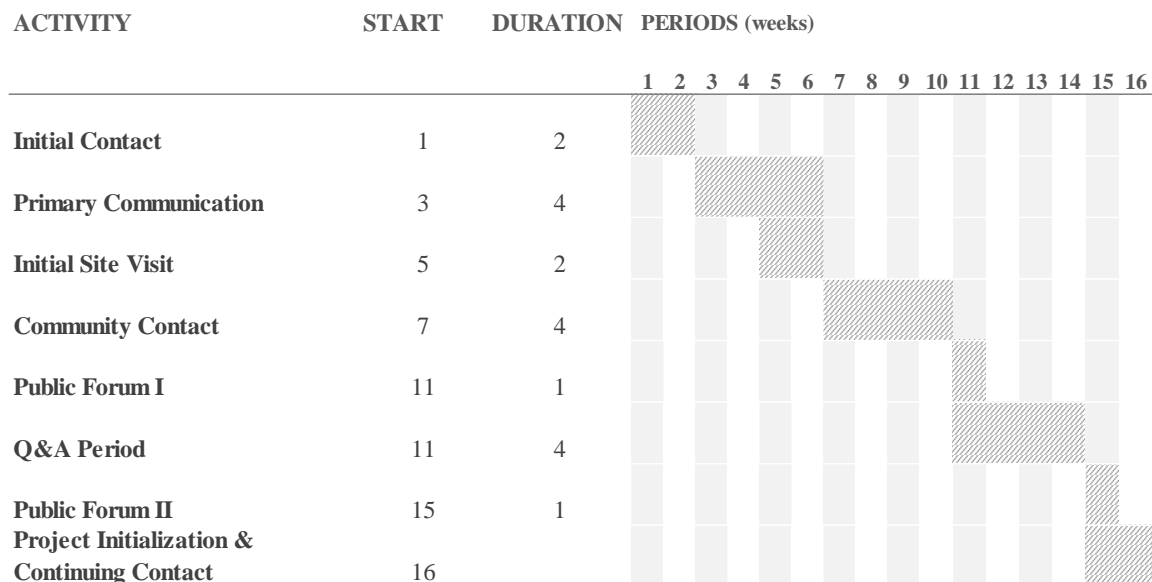 ACTIVITY START DURATION PERIODS (weeks)
1 2 3 4 5 6 7 8 9 10 11 12 13 14 15 16
Initial Contact 1 2
Primary Communication 3 4
Initial Site Visit 5 2
Community Contact 7 4
Public Forum I 11 1
Q&A Period 11 4
Public Forum II 15 1
Project Initialization &
Continuing Contact 16